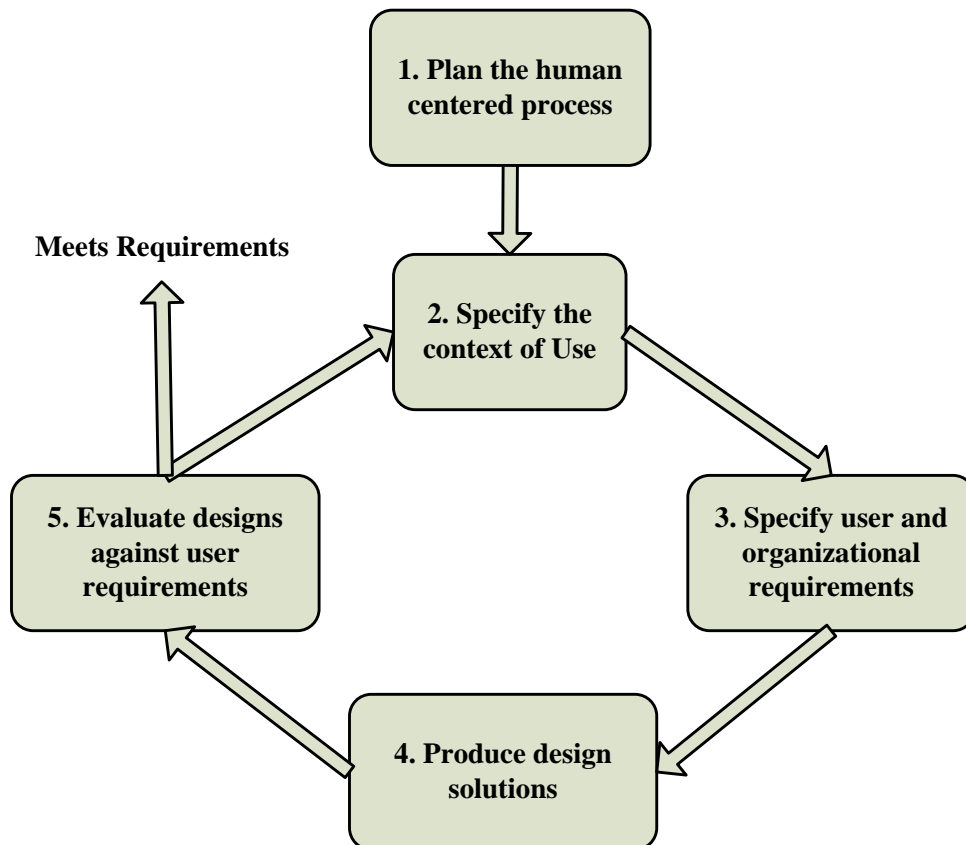 1. Plan the human
centered process
Meets Requirements
2. Specify the
context of Use
5. Evaluate designs
against user
requirements
3. Specify user and
organizational
requirements
4. Produce design
solutions